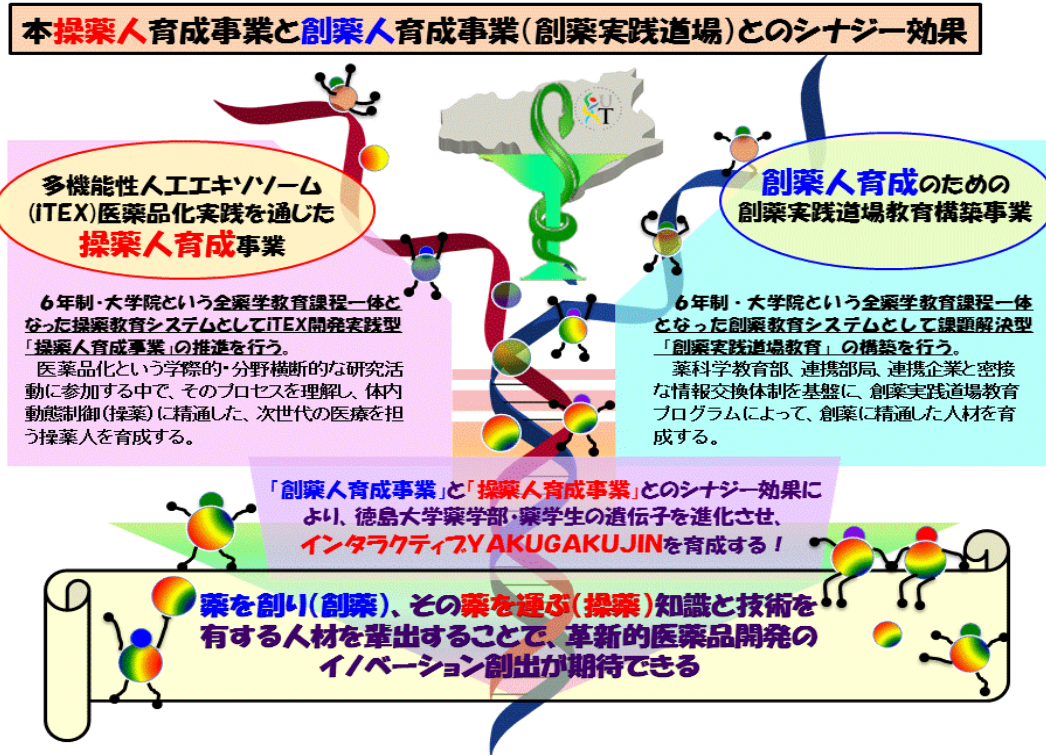 本操薬人育成事業と創薬人育成事業(創薬実践道場)とのシナジー効果
U
T
多機能性人工エキソソーム
(iTEX)医薬品化実践を通じた
操薬人育成事業
6年制・大学院という全薬学教育課程一体と
なった操薬教育システムとしてiTEX開発実践型
「操薬人育成事業」の推進を行う。
医薬品化という学際的・分野横断的な研究活
動に参加する中で、そのプロセスを理解し、体内
動態制御(操薬)に精通した、次世代の医療を担
う操薬人を育成する。
創薬人育成のための
創薬実践道場教育構築事業
6年制・大学院という全薬学教育課程一体
となった創薬教育システムとして課題解決型
「創薬実践道場教育」の構築を行う。
薬科学教育部、連携部局、連携企業と密接
な情報交換体制を基盤に、創薬実践道場教育
プログラムによって、創薬に精通した人材を育
成する。
「創薬人育成事業」と「操薬人育成事業」とのシナジー効果に
より、徳島大学薬学部・薬学生の遺伝子を進化させ、
インタラクティブYAKUGAKUJINを育成する！
薬を創り(創薬)、その薬を運ぶ(操薬)知識と技術を
有する人材を輩出することで、革新的医薬品開発の
イノベーション創出が期待できる